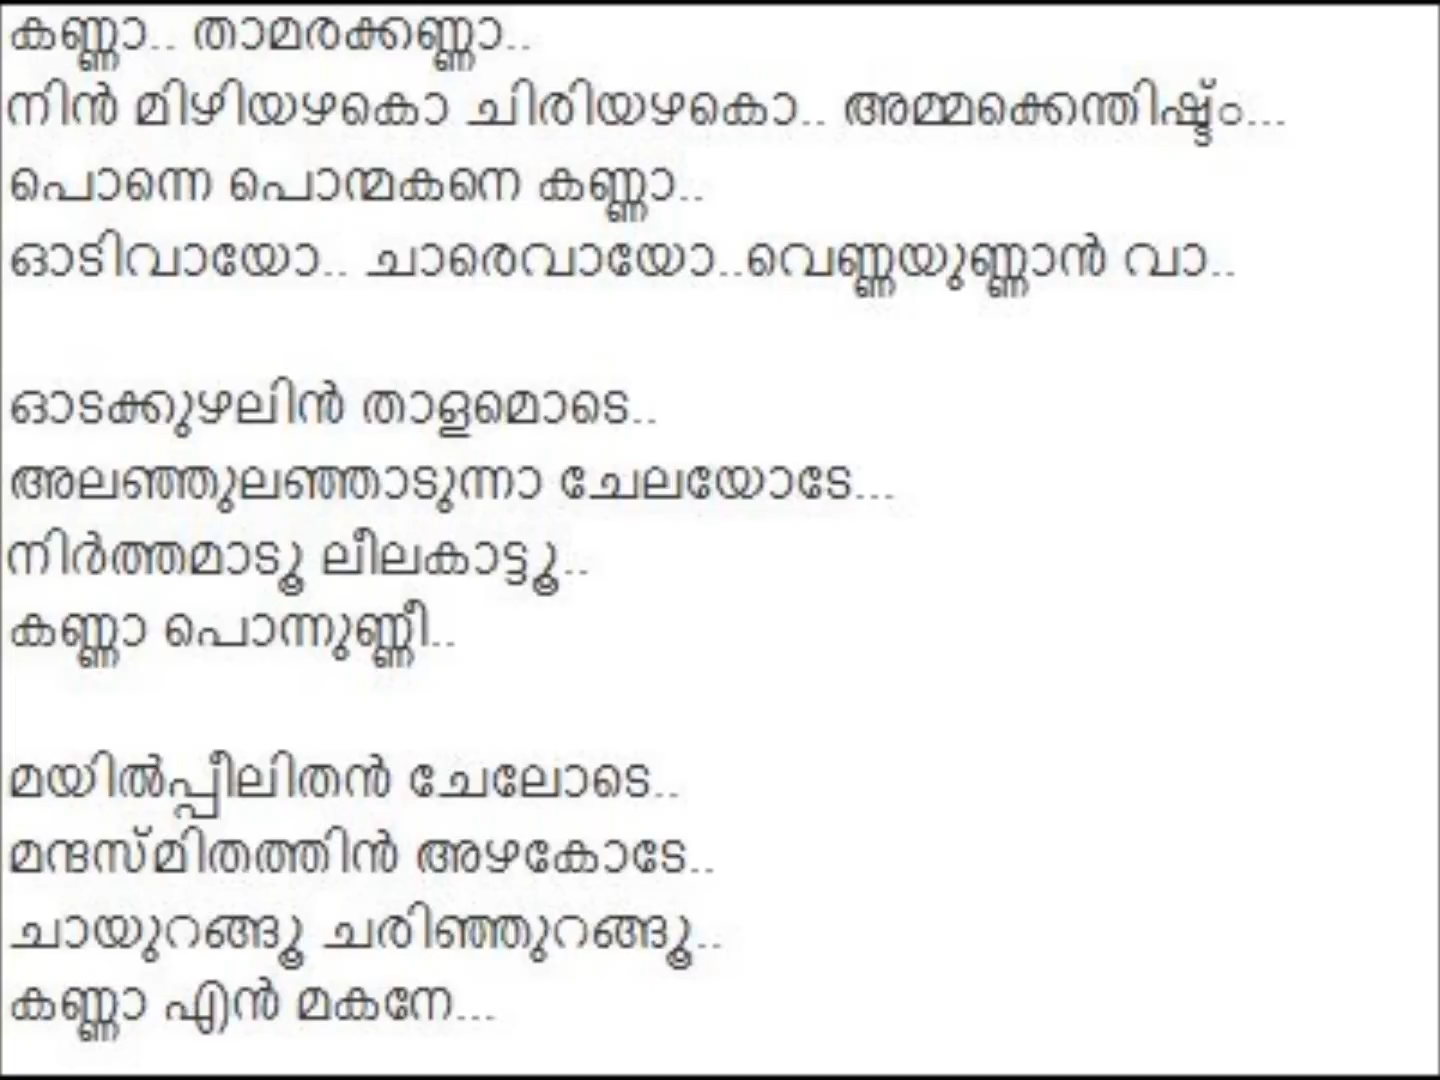 കണ്ണാ.. താമരക്കണ്ണാ..
നിൻ മിഴിയഴകൊ ചിരിയഴകൊ.. അമ്മക്കെന്തിഷ്ട്ടം...
പൊന്നെ പൊന്മകനെ കണ്ണാ..
ഓടിവായോ.. ചാരെവായോ..വെണ്ണയുണ്ണാൻ വാ..
ഓടക്കുഴലിൻ താളമൊടെ..
അലഞ്ഞുലഞ്ഞാടുന്നാ ചേലയോടേ...
നിർത്തമാടൂ ലീലകാട്ടൂ..
കണ്ണാ പൊന്നുണ്ണീ..
മയിൽപ്പീലിതൻ ചേലോടെ..
മന്ദസ്മിതത്തിൻ അഴകോടേ..
ചായുറങ്ങൂ ചരിഞ്ഞുറങ്ങൂ..
കണ്ണാ എൻ മകനേ...